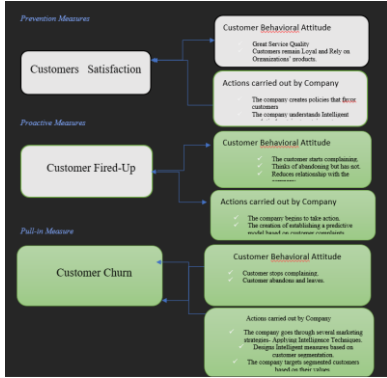 Prevention Measures
Customer Behavioral Attitude
Great Service Quality
Customers remain Loyal and Rely on
Organizations' products.
Customers Satisfaction
Actions carried out by Company
The company creates policies that favor
customers
The company understands Intelligent
Proactive Measures
Customer Behavioral Attitude
The customer starts complaining.
Thinks of abandoning but has not.
Reduces relationship with the
Customer Fired-Up
Actions carried out by Company
The company begins to take action.
The creation of establishing a predictive
model based on customer complaints
Pull-in Measure
Customer Behavioral Attitude
Customer stops complaining.
Customer abandons and leaves.
Customer Churn
Actions carried out by Company
The company goes through several marketing
strategies- Applying Intelligence Techniques.
Designs Intelligent measures based on
customer segmentation.
The company targets segmented customers
based on their values